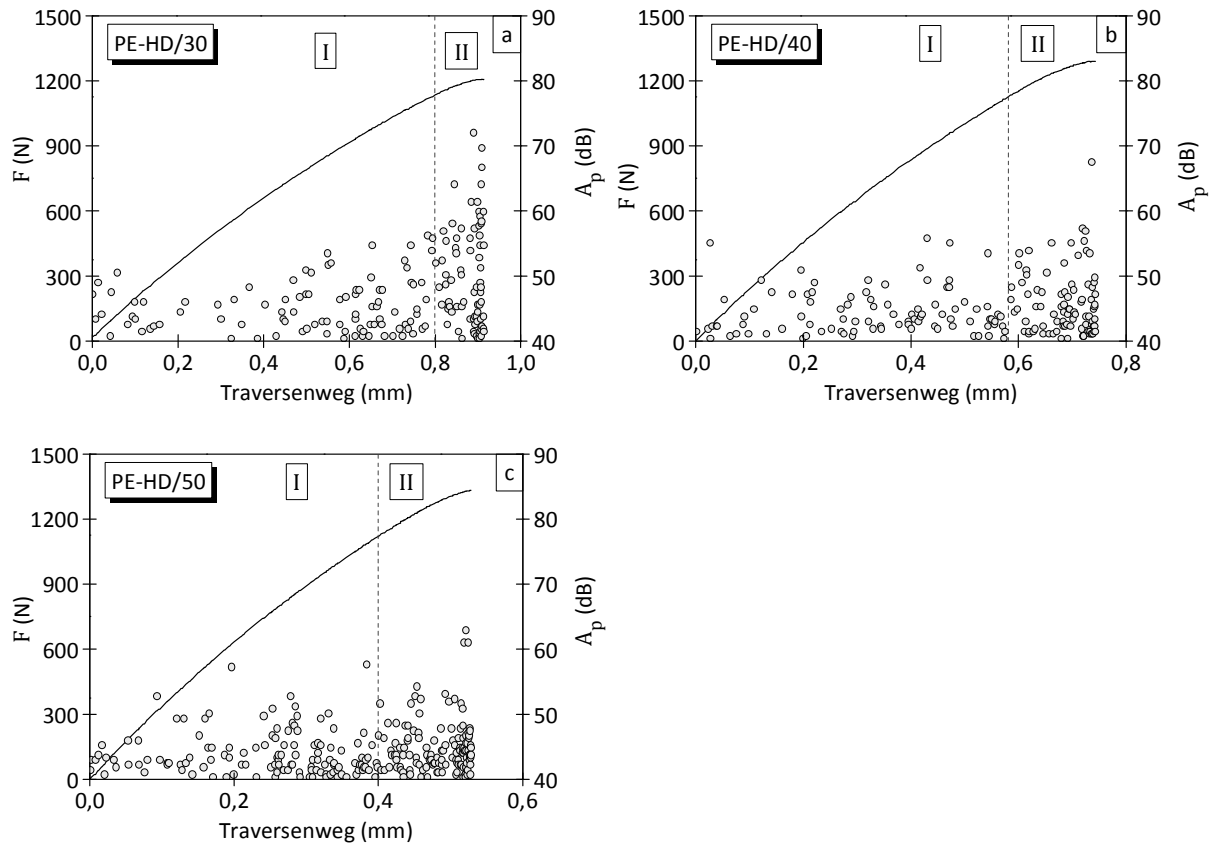 PE-HD/30
I
II
a
F (N)
1500
1200
900
600
300
0
90
80
70
60
50
40
A_p (dB)
0,0 0,2 0,4 0,6 0,8 1,0
Traversenweg (mm)
PE-HD/40
I
II
b
F (N)
1500
1200
900
600
300
0
90
80
70
60
50
40
A_p (dB)
0,0 0,2 0,4 0,6 0,8
Traversenweg (mm)
PE-HD/50
I
II
c
F (N)
1500
1200
900
600
300
0
90
80
70
60
50
40
A_p (dB)
0,0 0,2 0,4 0,6
Traversenweg (mm)